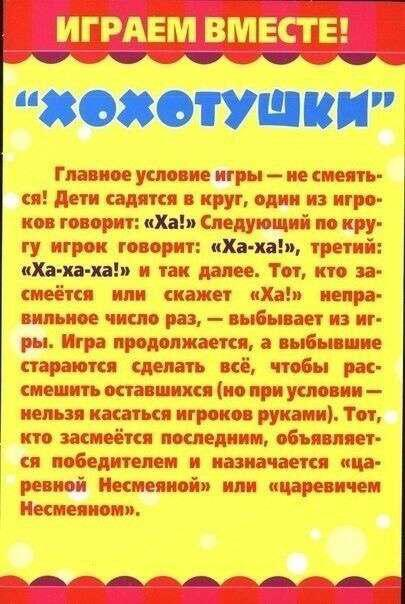 ИГРАЕМ ВМЕСТЕ!
“ХОХОТУШКИ”
Главное условие игры — не смеять-
ся! Дети садятся в круг, один из игро-
ков говорит: «Ха!» Следующий по кру-
гу игрок говорит: «Ха-ха!», третий:
«Ха-ха-ха!» и так далее. Тот, кто за-
смеётся или скажет «Ха!» непра-
вильное число раз, — выбывает из иг-
ры. Игра продолжается, а выбывшие
стараются сделать всё, чтобы рас-
смешить оставшихся (но при условии —
нельзя касаться игроков руками). Тот,
кто засмеётся последним, объявляет-
ся победителем и назначается «ца-
ревной Несмеяной» или «царевичем
Несмеяном».